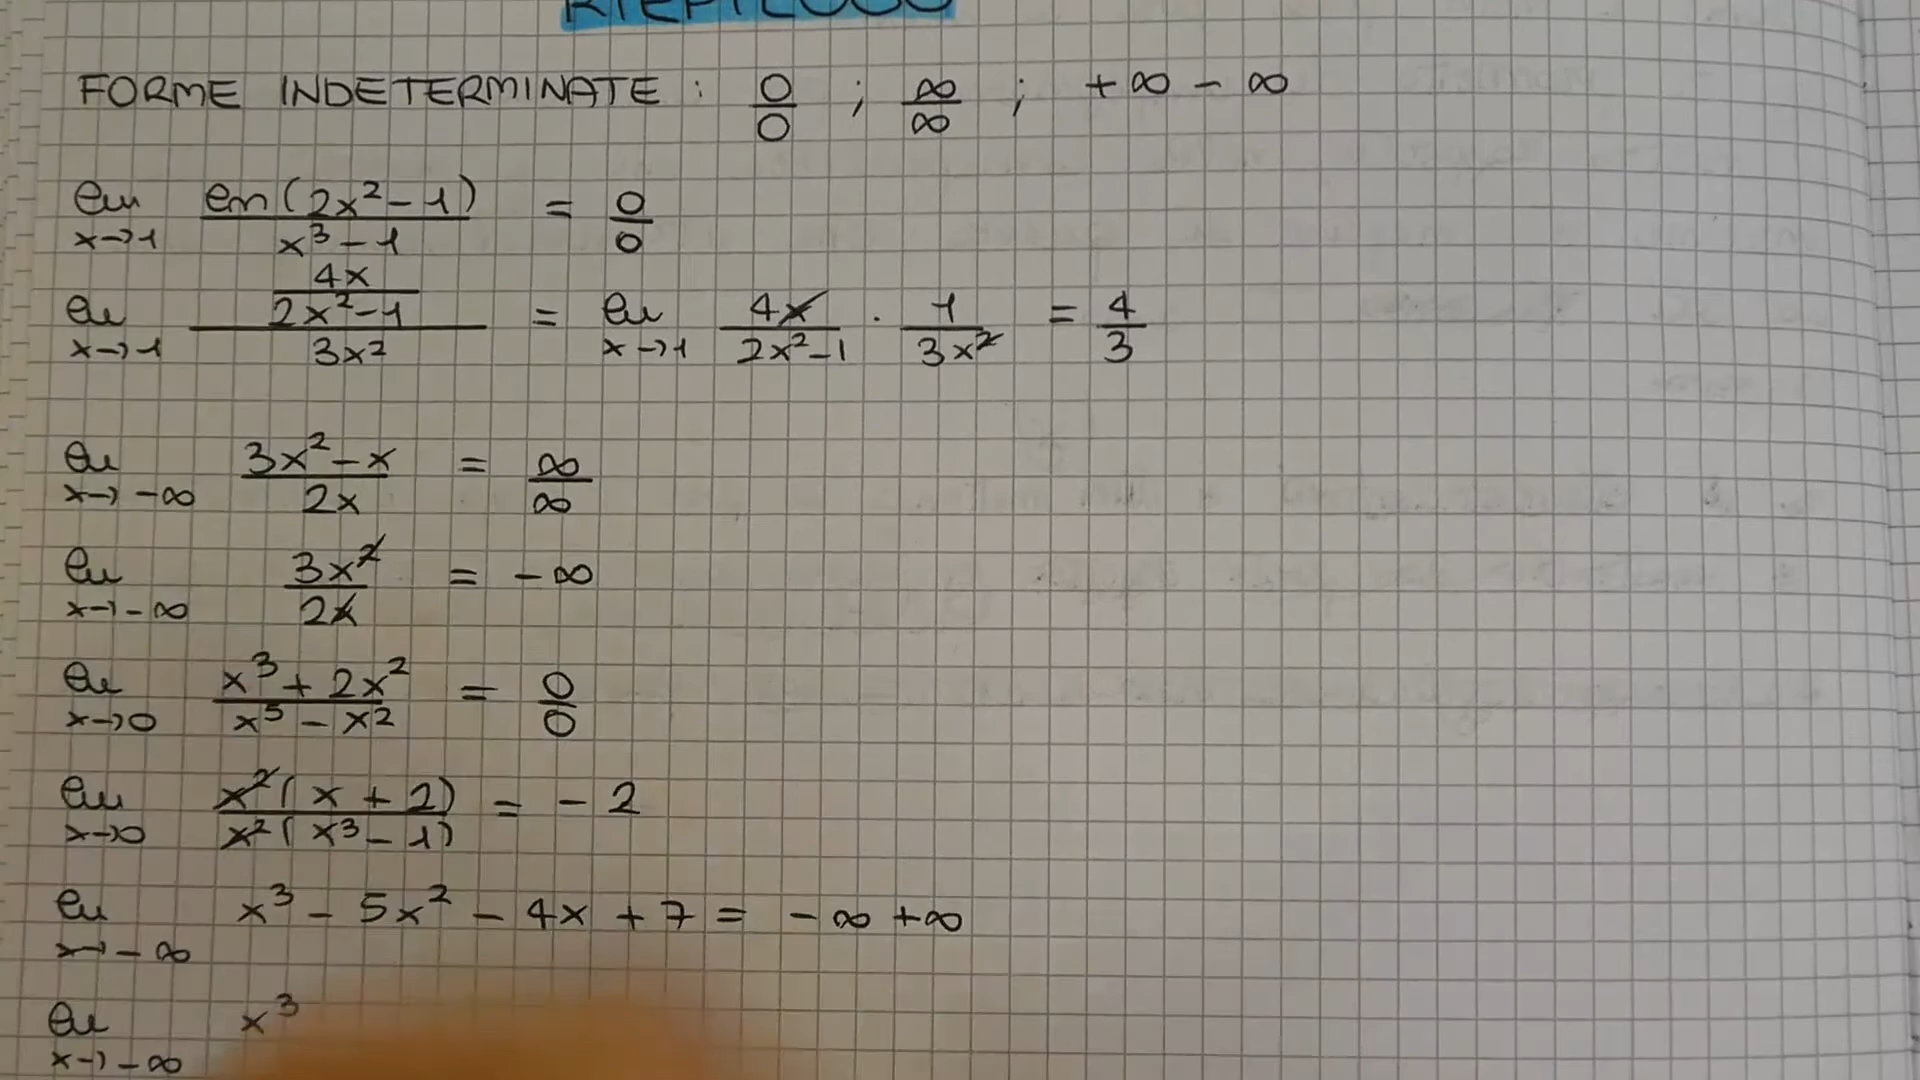 RIEPILOGO
FORME INDETERMINATE : 0/0 ; ∞/∞ ; +∞ - ∞
lim x→1 ln(2x² - 1) / (x³ - 1) = 0/0
lim x→1 (4x / (2x² - 1)) / 3x² = lim x→1 4x / (2x² - 1) · 1 / 3x² = 4/3
lim x→-∞ (3x² - x) / 2x = ∞/∞
lim x→-∞ 3x² / 2x = -∞
lim x→0 (x³ + 2x²) / (x⁵ - x²) = 0/0
lim x→0 x²(x + 2) / x²(x³ - 1) = -2
lim x→-∞ x³ - 5x² - 4x + 7 = -∞ +∞
lim x→-∞ x³